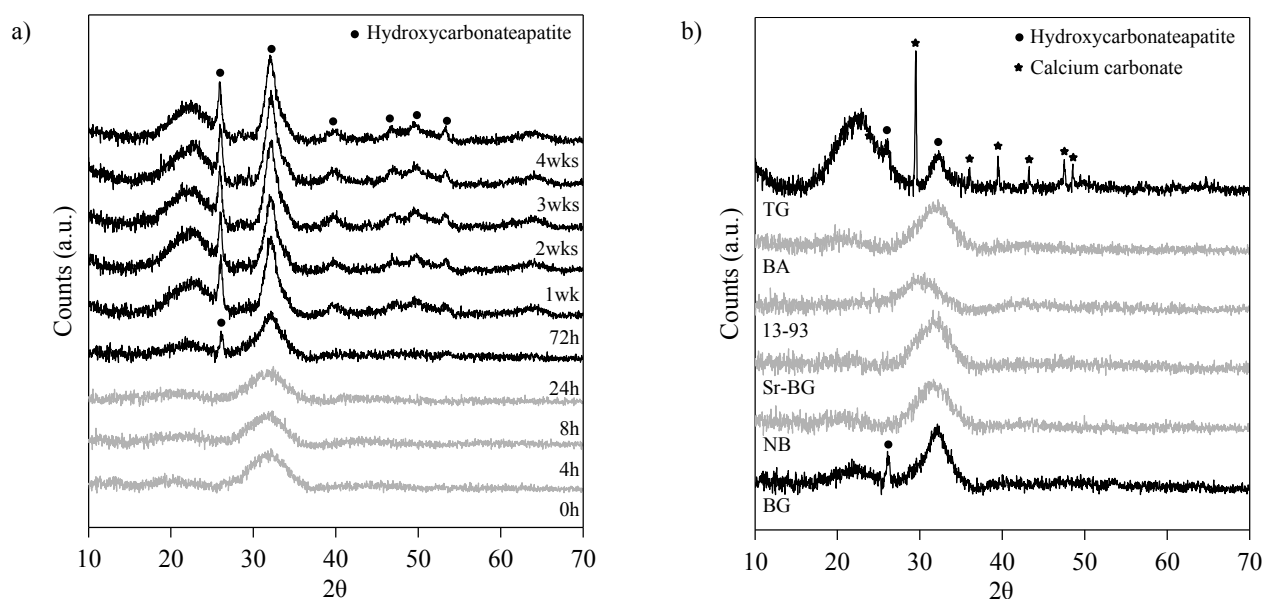 a)
● Hydroxycarbonateapatite
Counts (a.u.)
4wks
3wks
2wks
1wk
72h
24h
8h
4h
0h
10 20 30 40 50 60 70
2θ
b)
● Hydroxycarbonateapatite
★ Calcium carbonate
Counts (a.u.)
TG
BA
13-93
Sr-BG
NB
BG
10 20 30 40 50 60 70
2θ